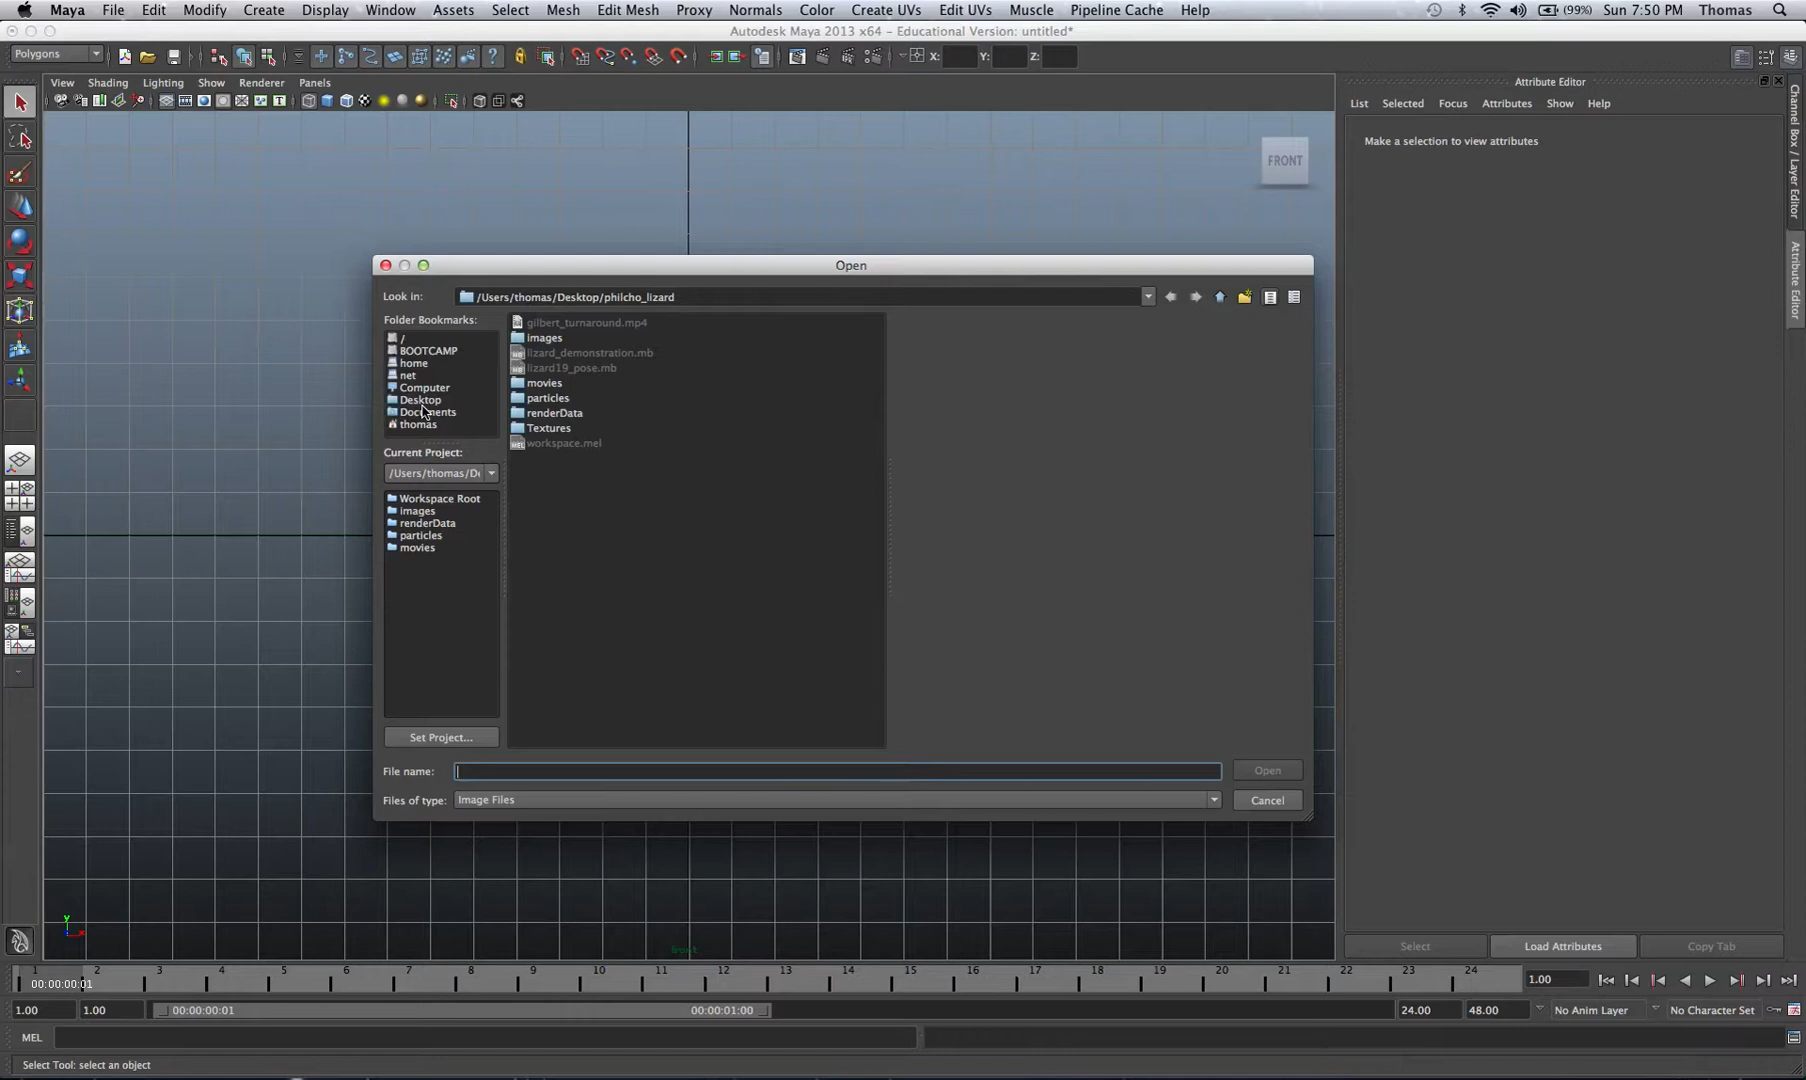 Maya File Edit Modify Create Display Window Assets Select Mesh Edit Mesh Proxy Normals Color Create UVs Edit UVs Muscle Pipeline Cache Help (99%) Sun 7:50 PM Thomas
Autodesk Maya 2013 x64 – Educational Version: untitled*
Polygons X: Y: Z:
View Shading Lighting Show Renderer Panels
Attribute Editor
List Selected Focus Attributes Show Help
Make a selection to view attributes
Channel Box / Layer Editor
Attribute Editor
FRONT
Open
Look in: /Users/thomas/Desktop/philcho_lizard
Folder Bookmarks:
/
BOOTCAMP
home
net
Computer
Desktop
Documents
thomas
gilbert_turnaround.mp4
images
lizard_demonstration.mb
lizard19_pose.mb
movies
particles
renderData
Textures
workspace.mel
Current Project:
/Users/thomas/De
Workspace Root
images
renderData
particles
movies
Set Project...
File name: Open
Files of type: Image Files Cancel
y
x
front
Select Load Attributes Copy Tab
1 2 3 4 5 6 7 8 9 10 11 12 13 14 15 16 17 18 19 20 21 22 23 24
00:00:00:01 1.00
1.00 1.00 00:00:00:01 00:00:01:00 24.00 48.00 No Anim Layer No Character Set
MEL
Select Tool: select an object